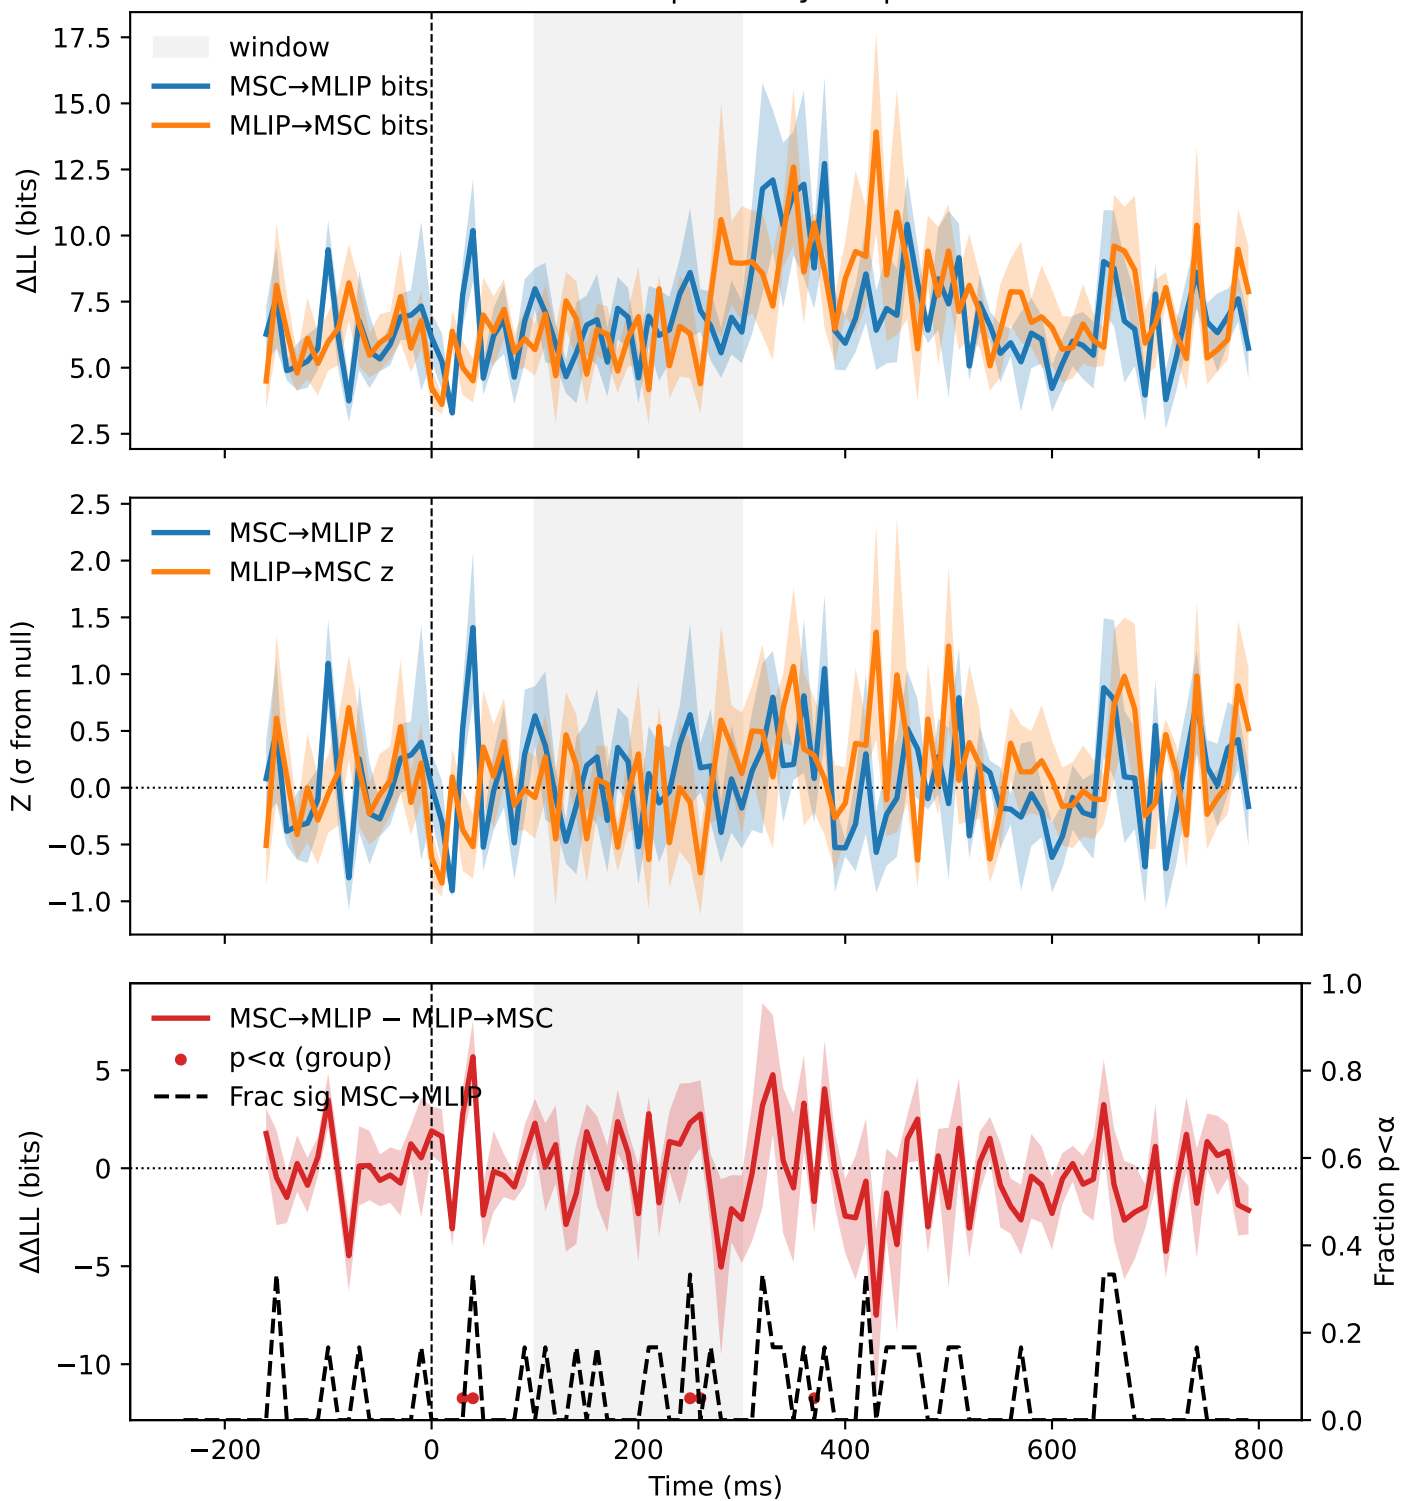 17.5
15.0
12.5
10.0
7.5
5.0
2.5
ΔLL (bits)
window
MSC→MLIP bits
MLIP→MSC bits
2.5
2.0
1.5
1.0
0.5
0.0
−0.5
−1.0
Z (σ from null)
MSC→MLIP z
MLIP→MSC z
5
0
−5
−10
ΔΔLL (bits)
MSC→MLIP − MLIP→MSC
p<α (group)
Frac sig MSC→MLIP
1.0
0.8
0.6
0.4
0.2
0.0
Fraction p<α
−200
0
200
400
600
800
Time (ms)